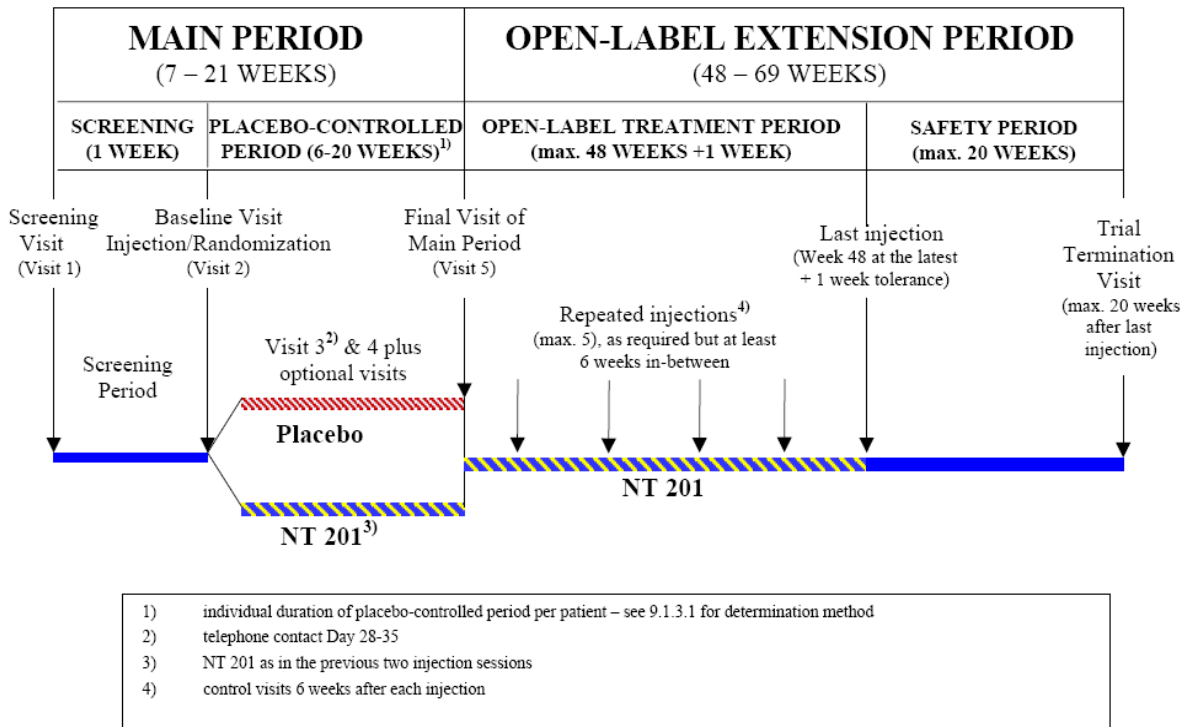 MAIN PERIOD
(7 – 21 WEEKS)
OPEN-LABEL EXTENSION PERIOD
(48 – 69 WEEKS)
SCREENING
(1 WEEK)
PLACEBO-CONTROLLED
PERIOD (6-20 WEEKS)1)
OPEN-LABEL TREATMENT PERIOD
(max. 48 WEEKS +1 WEEK)
SAFETY PERIOD
(max. 20 WEEKS)
Screening
Visit
(Visit 1)
Baseline Visit
Injection/Randomization
(Visit 2)
Final Visit of
Main Period
(Visit 5)
Last injection
(Week 48 at the latest
+ 1 week tolerance)
Trial
Termination
Visit
(max. 20 weeks
after last
injection)
Screening
Period
Visit 32) & 4 plus
optional visits
Repeated injections4)
(max. 5), as required but at least
6 weeks in-between
Placebo
NT 2013)
NT 201
1) individual duration of placebo-controlled period per patient – see 9.1.3.1 for determination method
2) telephone contact Day 28-35
3) NT 201 as in the previous two injection sessions
4) control visits 6 weeks after each injection